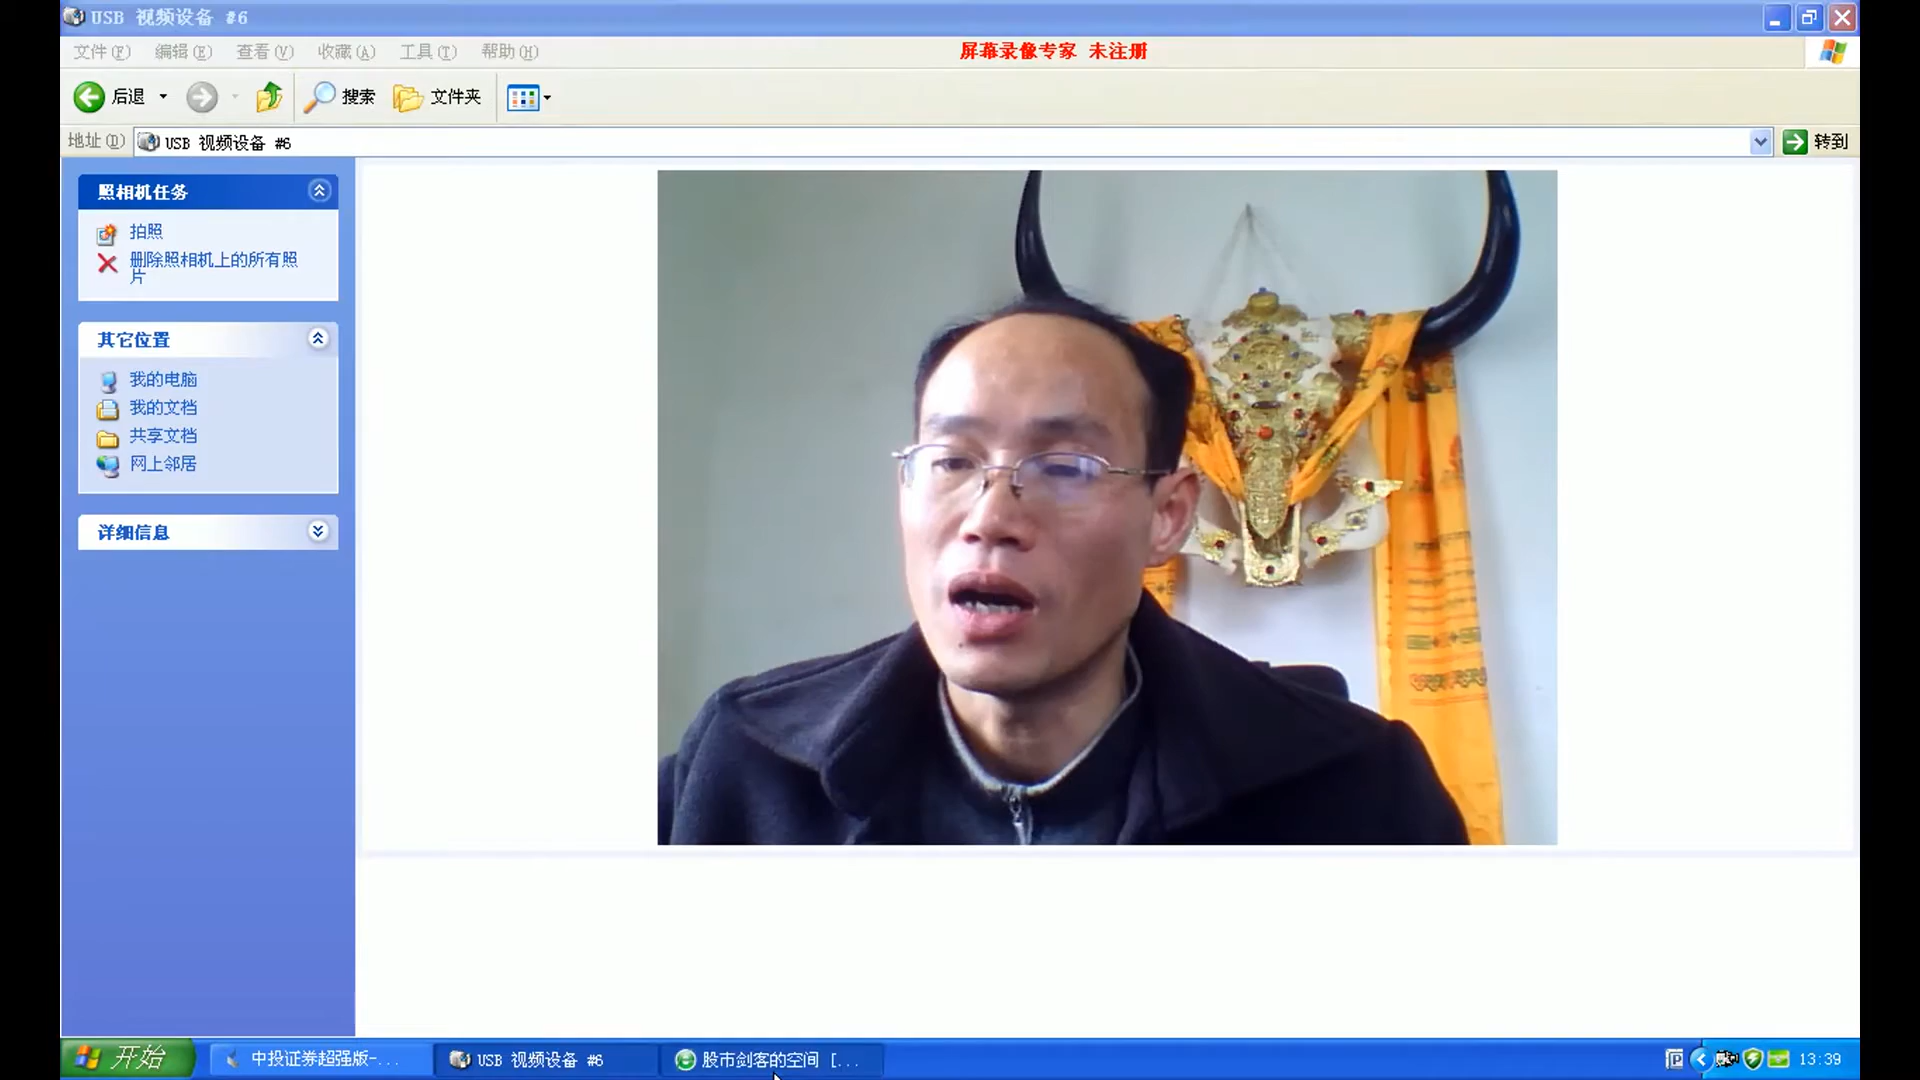 USB 视频设备 #6
文件(F) 编辑(E) 查看(V) 收藏(A) 工具(T) 帮助(H)
屏幕录像专家 未注册
后退 搜索 文件夹
地址(D) USB 视频设备 #6 转到
照相机任务
拍照
删除照相机上的所有照
片
其它位置
我的电脑
我的文档
共享文档
网上邻居
详细信息
开始 中投证券超强版-... USB 视频设备 #6 股市剑客的空间 [... 13:39